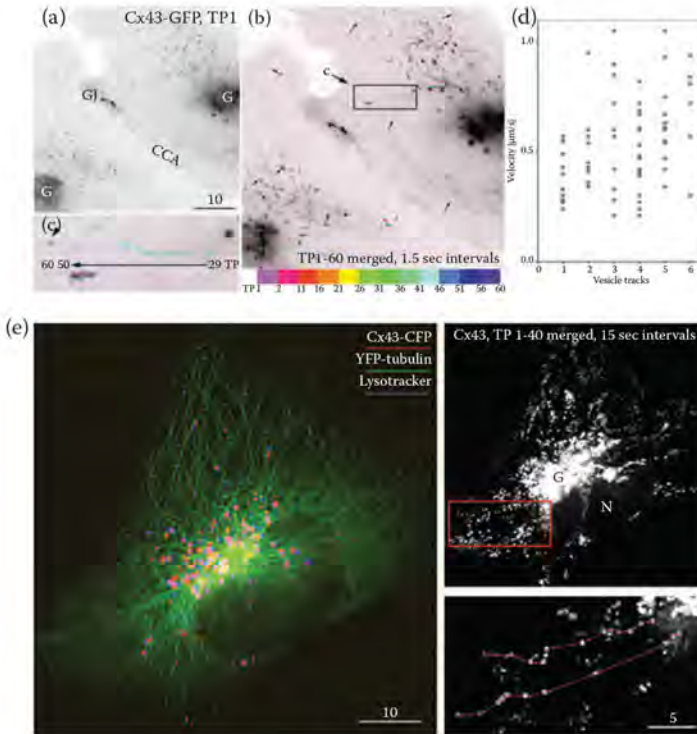 (a)
Cx43-GFP, TP1
GJ
G
CCA
G
10
(b)
c
TP1-60 merged, 1.5 sec intervals
TP 1 2 11 16 21 26 31 36 41 46 51 56 60
(c)
60 50
29 TP
(d)
Velocity [μm/s]
1.0
0.5
0.0
0 1 2 3 4 5 6
Vesicle tracks
(e)
Cx43-CFP
YFP-tubulin
Lysotracker
10
Cx43, TP 1-40 merged, 15 sec intervals
G
N
5